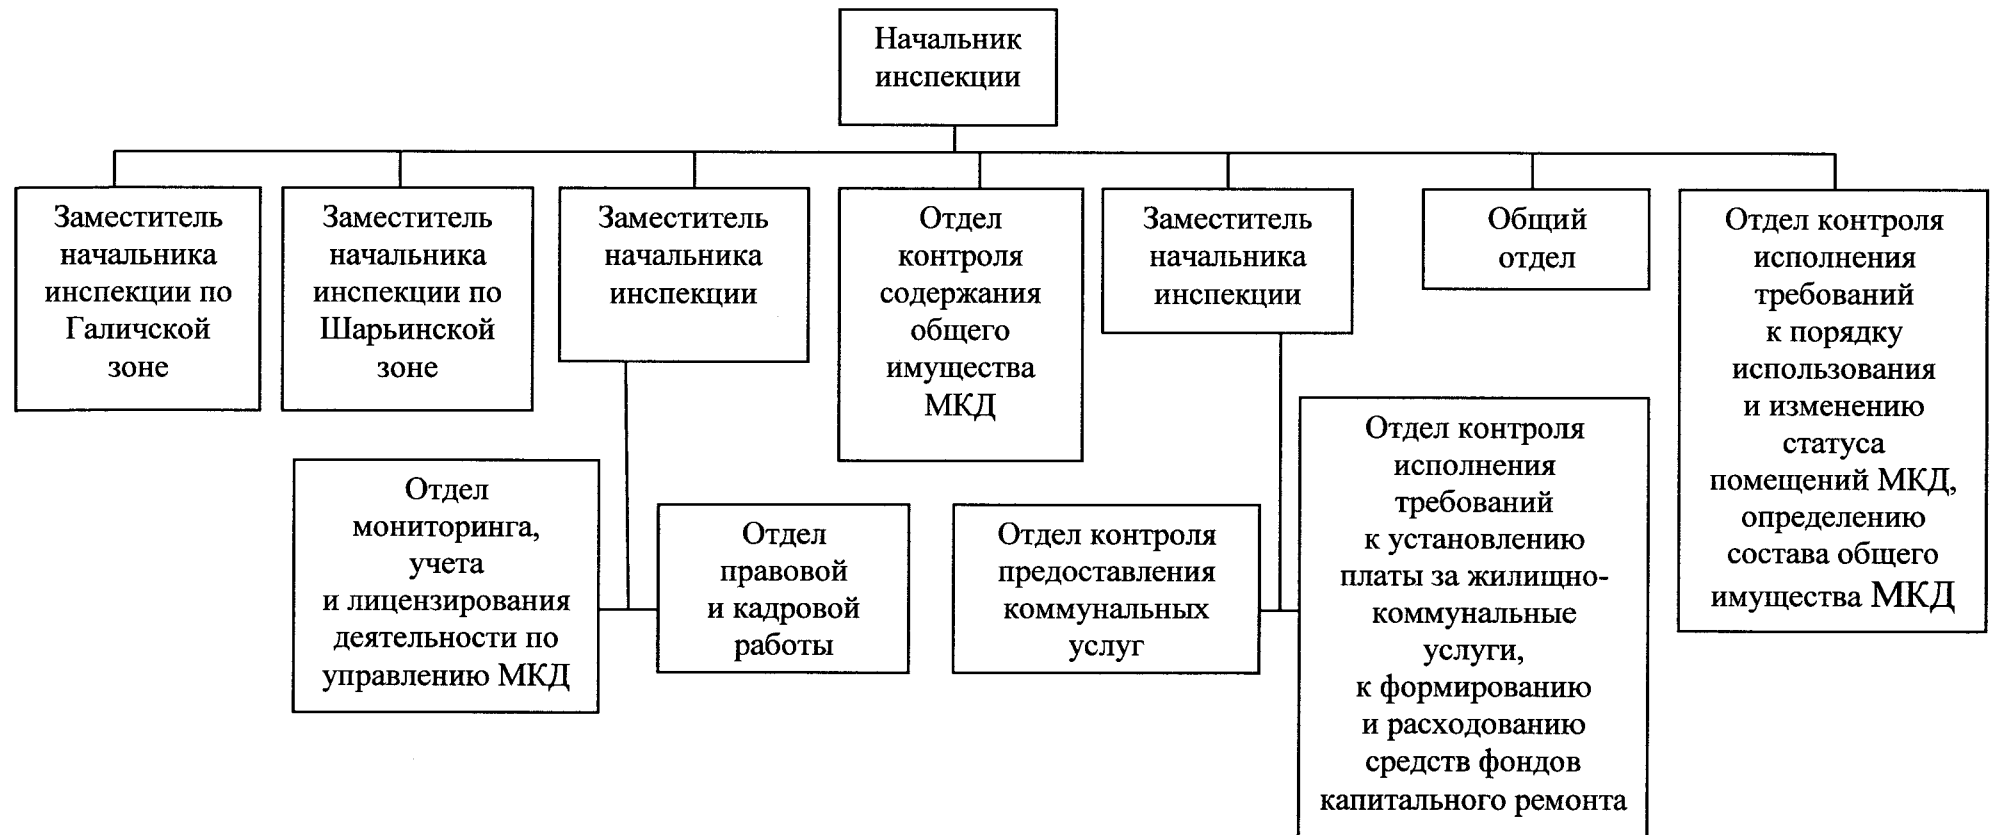 Начальник
инспекции
Заместитель
начальника
инспекции по
Галичской
зоне
Заместитель
начальника
инспекции по
Шарьинской
зоне
Заместитель
начальника
инспекции
Отдел
контроля
содержания
общего
имущества
МКД
Заместитель
начальника
инспекции
Общий
отдел
Отдел контроля
исполнения
требований
к порядку
использования
и изменению
статуса
помещений МКД,
определению
состава общего
имущества МКД
Отдел
мониторинга,
учета
и лицензирования
деятельности по
управлению МКД
Отдел
правовой
и кадровой
работы
Отдел контроля
предоставления
коммунальных
услуг
Отдел контроля
исполнения
требований
к установлению
платы за жилищно-
коммунальные
услуги,
к формированию
и расходованию
средств фондов
капитального ремонта